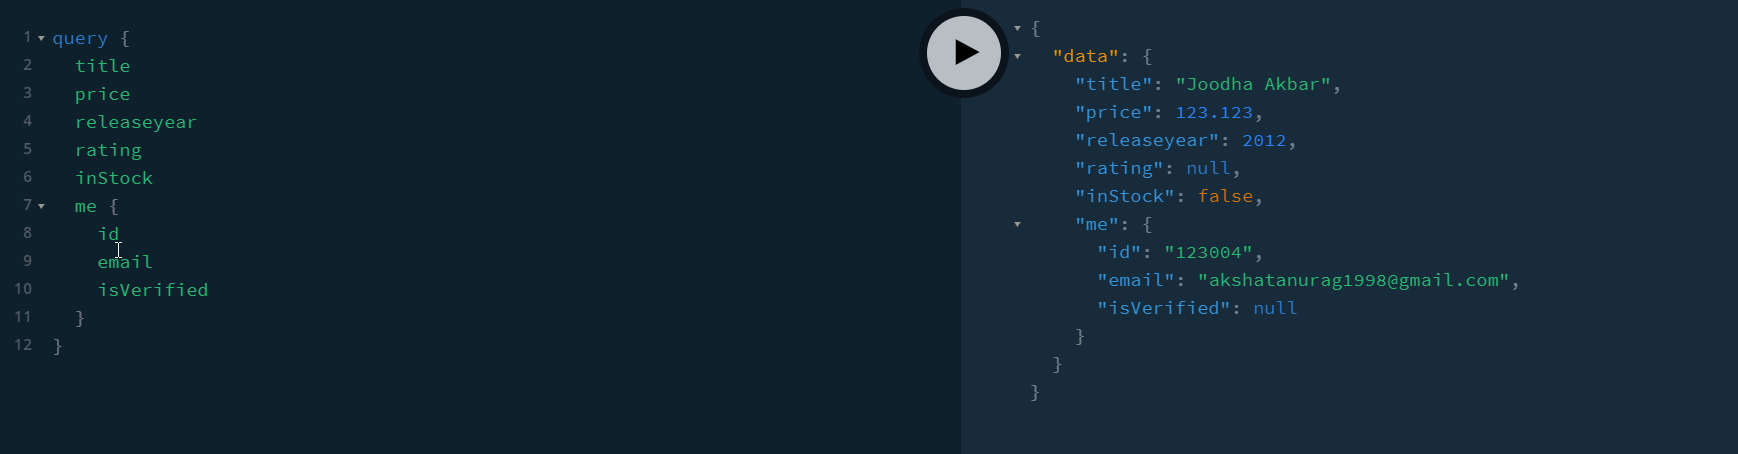 1 query {
2 title
3 price
4 releaseyear
5 rating
6 inStock
7 me {
8 id
9 email
10 isVerified
11 }
12 }
{
"data": {
"title": "Joodha Akbar",
"price": 123.123,
"releaseyear": 2012,
"rating": null,
"inStock": false,
"me": {
"id": "123004",
"email": "akshatanurag1998@gmail.com",
"isVerified": null
}
}
}